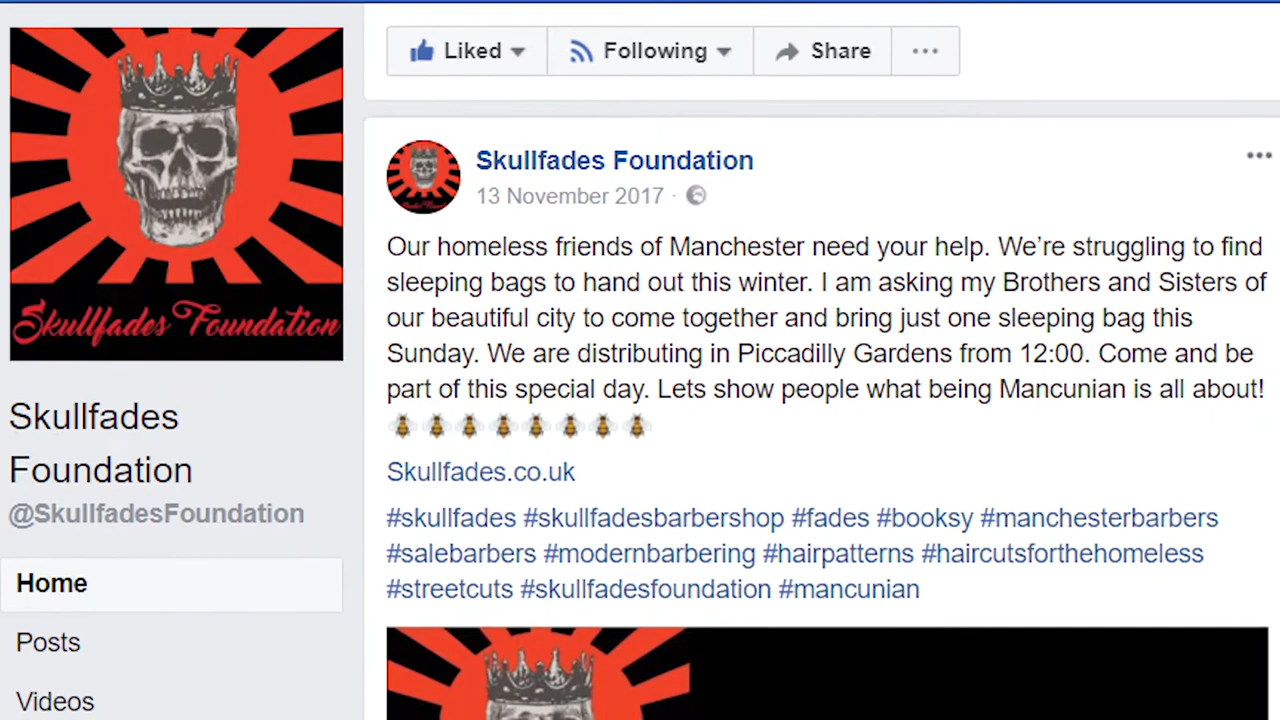 Liked
Following
Share
Skullfades Foundation
Skullfades
Foundation
@SkullfadesFoundation
Home
Posts
Videos
Skullfades Foundation
13 November 2017 ·
Our homeless friends of Manchester need your help. We’re struggling to find
sleeping bags to hand out this winter. I am asking my Brothers and Sisters of
our beautiful city to come together and bring just one sleeping bag this
Sunday. We are distributing in Piccadilly Gardens from 12:00. Come and be
part of this special day. Lets show people what being Mancunian is all about!
🐝🐝🐝🐝🐝🐝🐝🐝
Skullfades.co.uk
#skullfades #skullfadesbarbershop #fades #booksy #manchesterbarbers
#salebarbers #modernbarbering #hairpatterns #haircutsforthehomeless
#streetcuts #skullfadesfoundation #mancunian